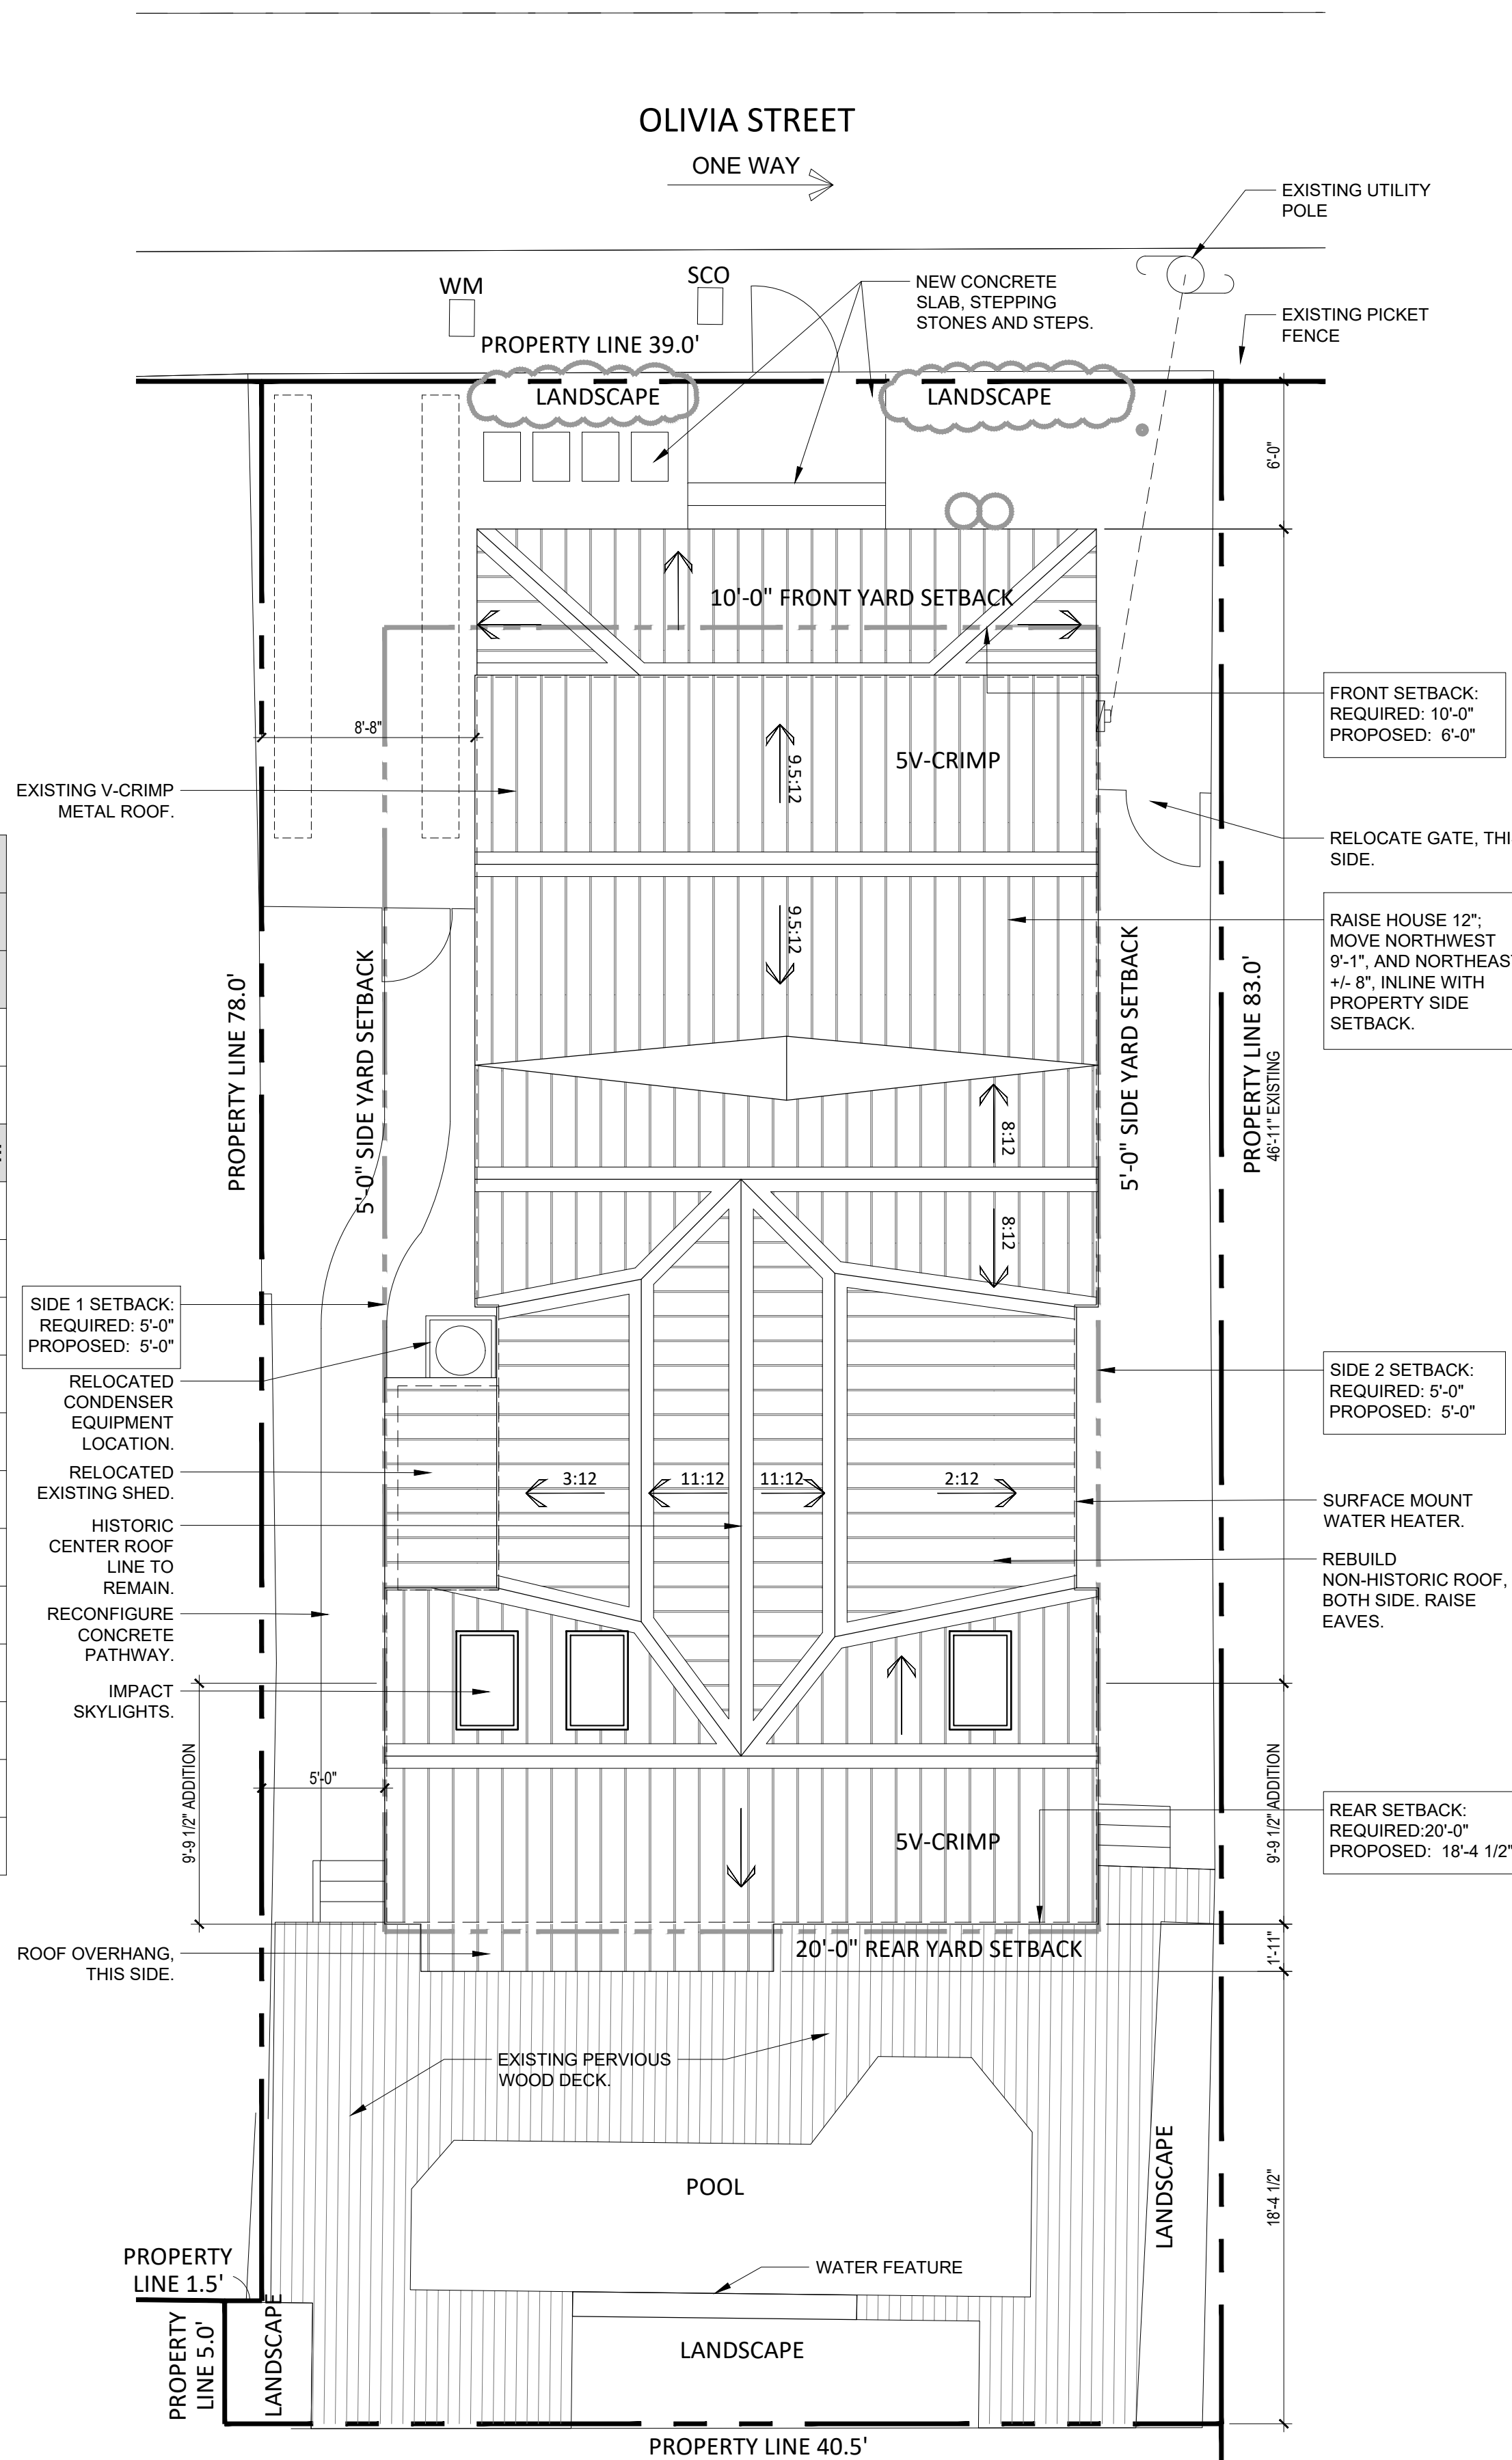 OLIVIA STREET
ONE WAY
EXISTING UTILITY
POLE
WM
SCO
NEW CONCRETE
SLAB, STEPPING
STONES AND STEPS.
EXISTING PICKET
FENCE
PROPERTY LINE 39.0'
LANDSCAPE
LANDSCAPE
6'-0"
10'-0" FRONT YARD SETBACK
FRONT SETBACK:
REQUIRED: 10'-0"
PROPOSED: 6'-0"
8'-8"
9.5:12
5V-CRIMP
EXISTING V-CRIMP
METAL ROOF.
RELOCATE GATE, THI
SIDE.
9.5:12
RAISE HOUSE 12";
MOVE NORTHWEST
9'-1", AND NORTHEAST
+/- 8", INLINE WITH
PROPERTY SIDE
SETBACK.
PROPERTY LINE 78.0'
5'-0" SIDE YARD SETBACK
5'-0" SIDE YARD SETBACK
PROPERTY LINE 83.0'
46'-11" EXISTING
8:12
8:12
SIDE 1 SETBACK:
REQUIRED: 5'-0"
PROPOSED: 5'-0"
RELOCATED
CONDENSER
EQUIPMENT
LOCATION.
SIDE 2 SETBACK:
REQUIRED: 5'-0"
PROPOSED: 5'-0"
RELOCATED
EXISTING SHED.
3:12
11:12
11:12
2:12
SURFACE MOUNT
WATER HEATER.
HISTORIC
CENTER ROOF
LINE TO
REMAIN.
REBUILD
NON-HISTORIC ROOF,
BOTH SIDE. RAISE
EAVES.
RECONFIGURE
CONCRETE
PATHWAY.
IMPACT
SKYLIGHTS.
9'-9 1/2" ADDITION
5'-0"
5V-CRIMP
9'-9 1/2" ADDITION
REAR SETBACK:
REQUIRED:20'-0"
PROPOSED: 18'-4 1/2"
ROOF OVERHANG,
THIS SIDE.
20'-0" REAR YARD SETBACK
1'-11"
EXISTING PERVIOUS
WOOD DECK.
POOL
LANDSCAPE
18'-4 1/2"
WATER FEATURE
PROPERTY
LINE 1.5'
PROPERTY
LINE 5.0'
LANDSCAPE
LANDSCAPE
PROPERTY LINE 40.5'